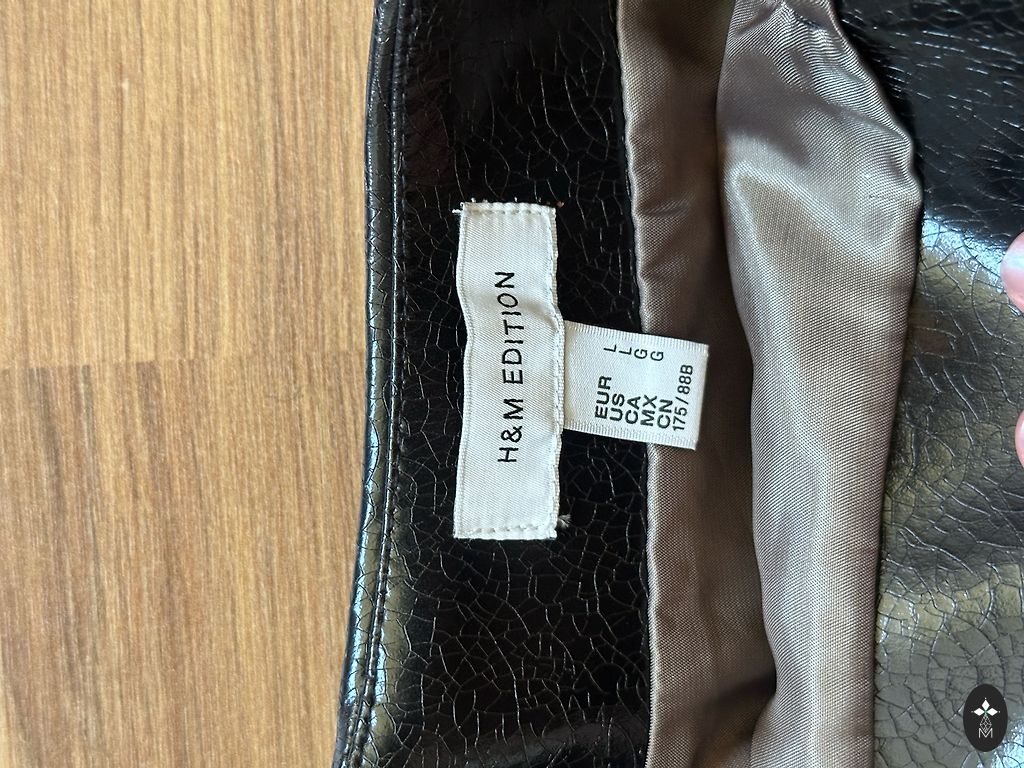 H&M EDITION
EUR L
US L
CA G
MX G
CN
175/88B
M